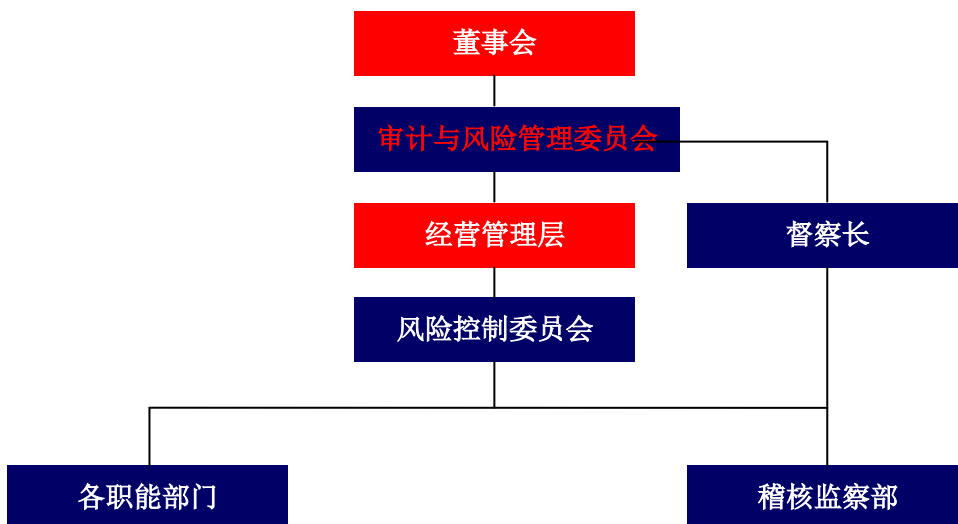 董事会
审计与风险管理委员会
经营管理层
督察长
风险控制委员会
各职能部门
稽核监察部